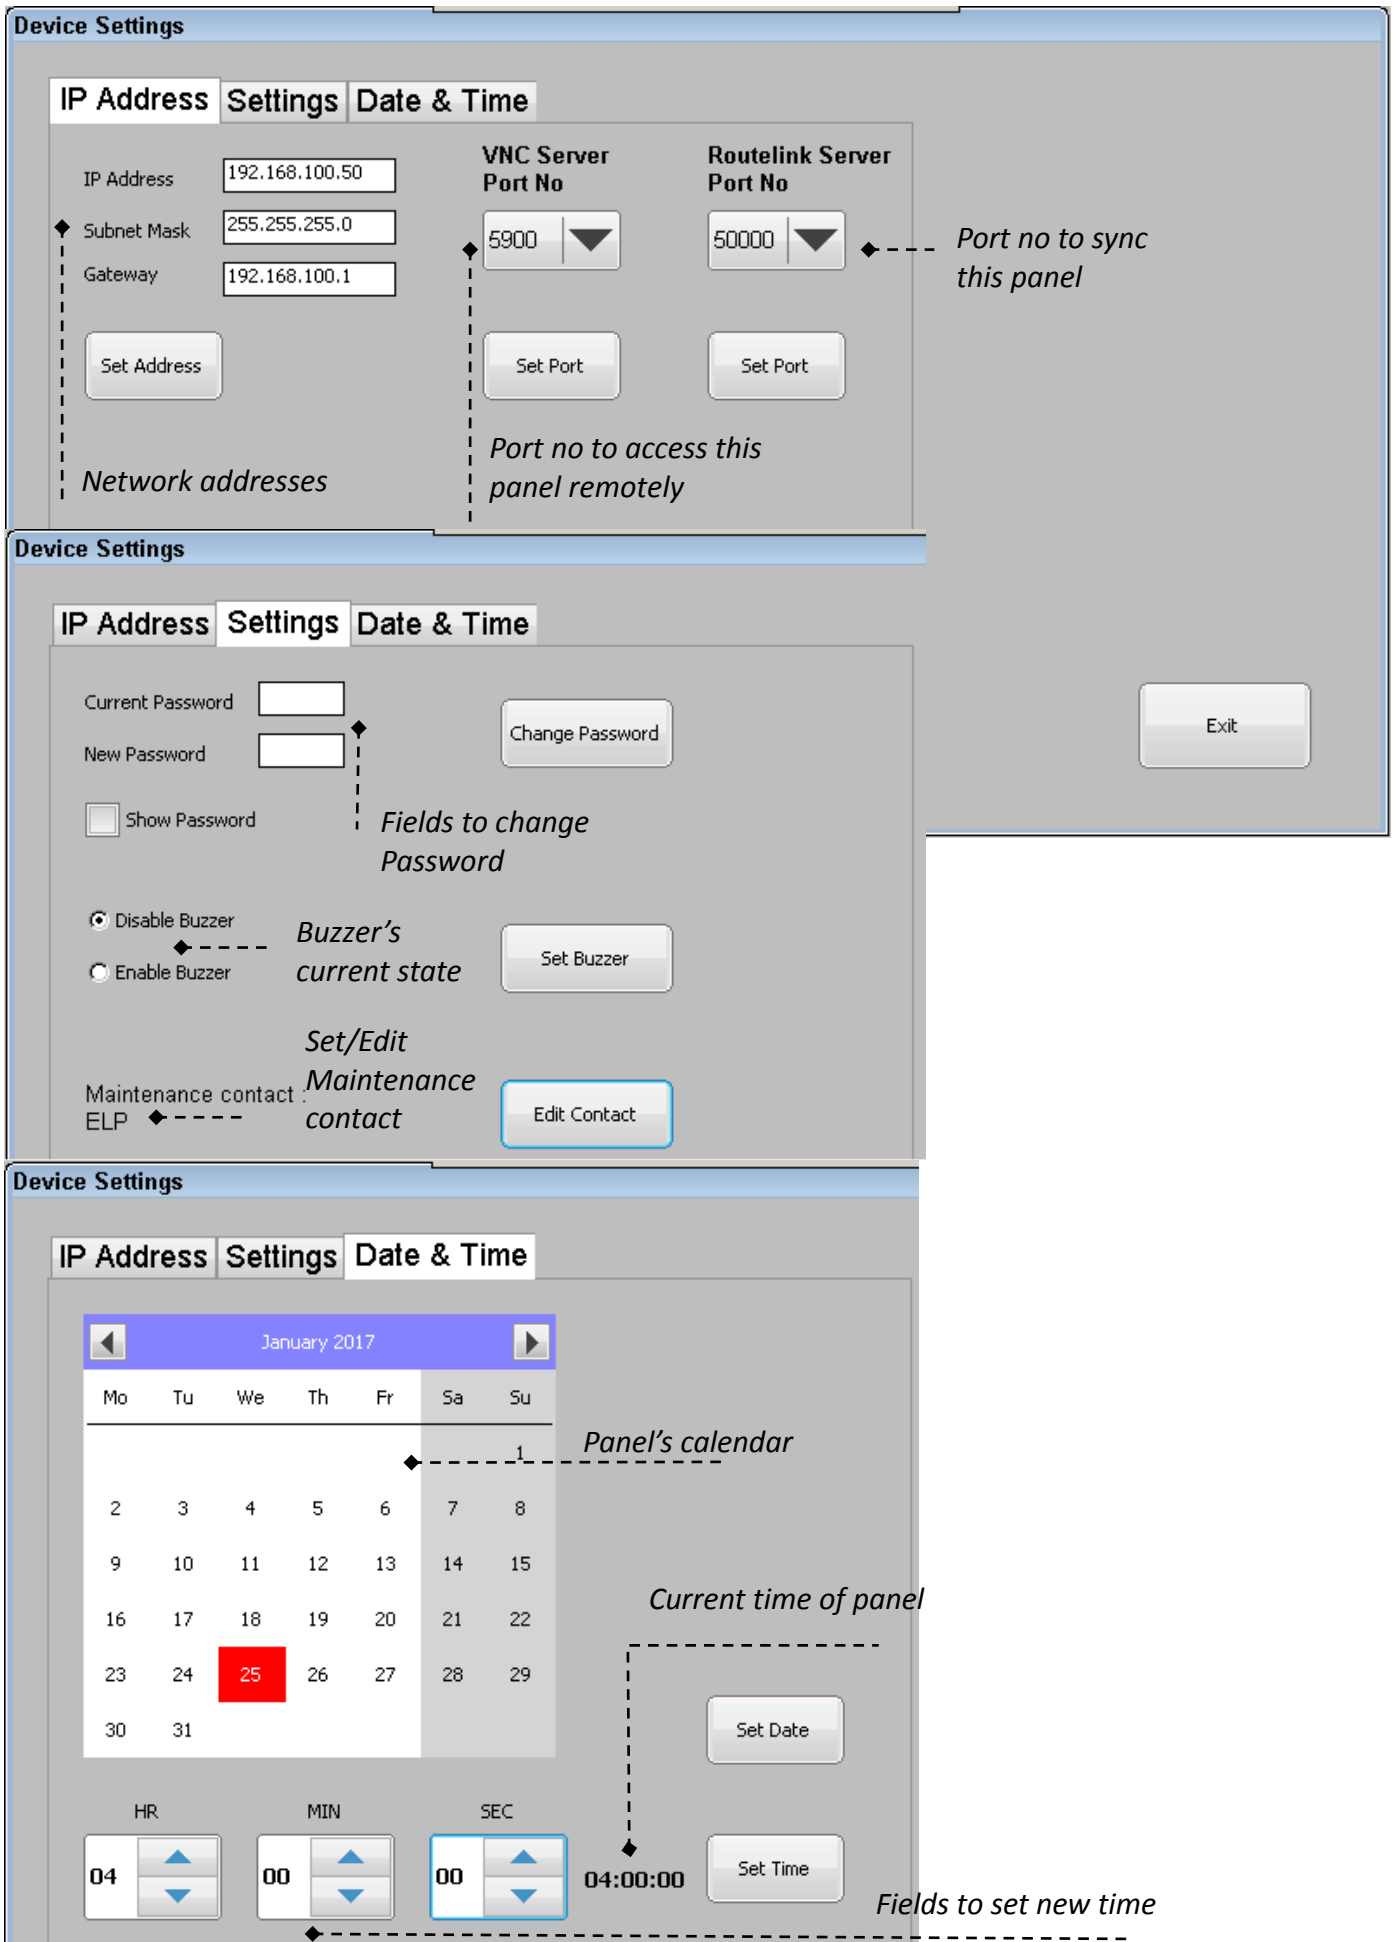 Device Settings
IP Address Settings Date & Time
VNC Server Port No
Routelink Server Port No
IP Address 192.168.100.50
Subnet Mask 255.255.255.0
Gateway 192.168.100.1
5900
50000
Port no to sync
this panel
Set Address
Set Port
Set Port
Network addresses
Port no to access this
panel remotely
Device Settings
IP Address Settings Date & Time
Current Password
New Password
Change Password
Show Password
Fields to change
Password
Exit
Disable Buzzer
Enable Buzzer
Buzzer's
current state
Set Buzzer
Set/Edit
Maintenance
contact
Maintenance contact :
ELP
Edit Contact
Device Settings
IP Address Settings Date & Time
January 2017
Mo Tu We Th Fr Sa Su
1
Panel's calendar
2 3 4 5 6 7 8
9 10 11 12 13 14 15
16 17 18 19 20 21 22
23 24 25 26 27 28 29
30 31
Current time of panel
Set Date
HR MIN SEC
04 00 00 04:00:00
Set Time
Fields to set new time